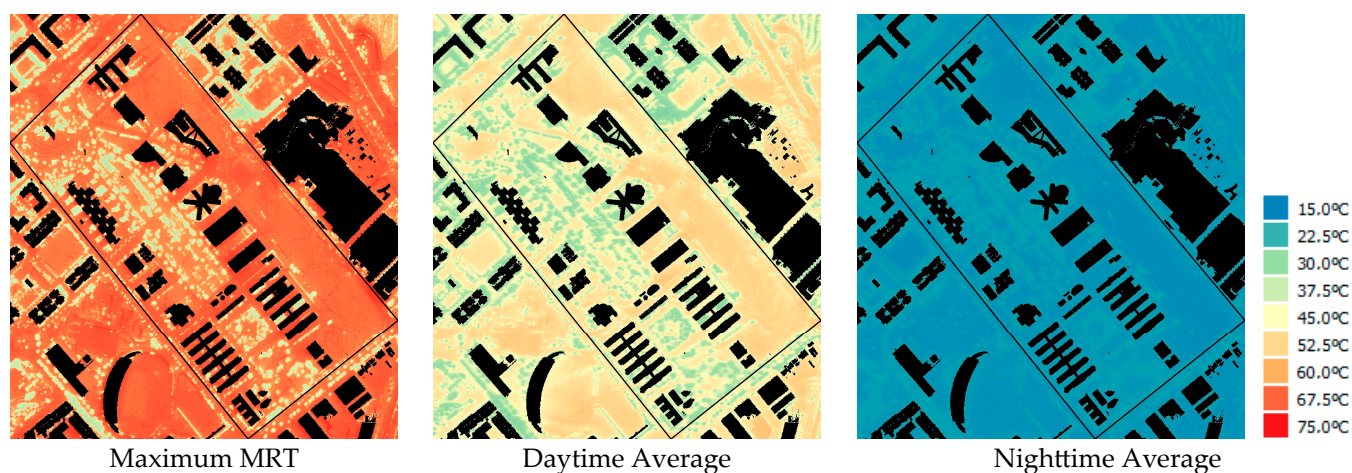 15.0ºC
22.5ºC
30.0ºC
37.5ºC
45.0ºC
52.5ºC
60.0ºC
67.5ºC
75.0ºC
Maximum MRT
Daytime Average
Nighttime Average